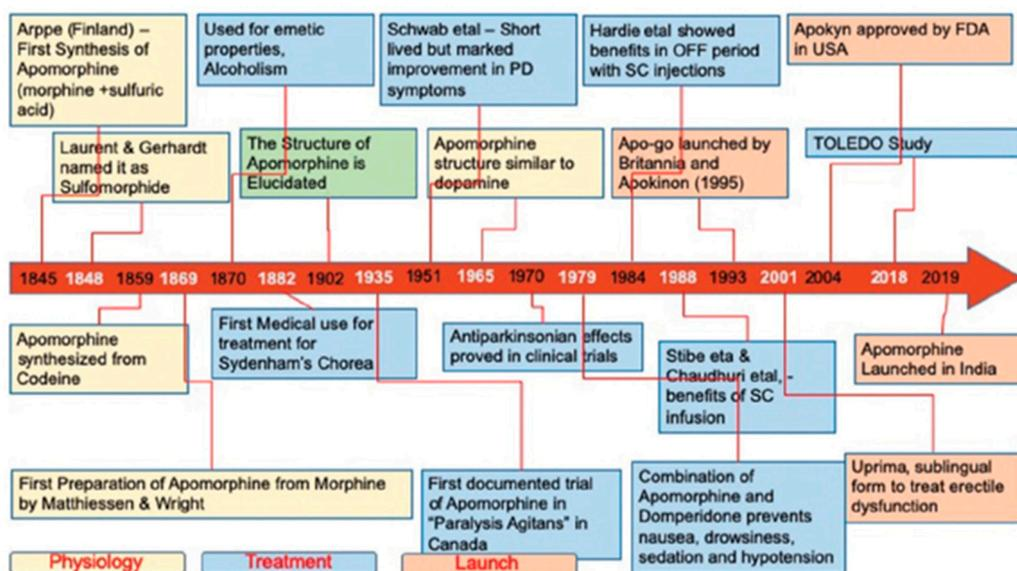 Arppe (Finland) –
First Synthesis of
Apomorphine
(morphine +sulfuric
acid)
Used for emetic
properties,
Alcoholism
Schwab etal – Short
lived but marked
improvement in PD
symptoms
Hardie etal showed
benefits in OFF period
with SC injections
Apokyn approved by FDA
in USA
Laurent & Gerhardt
named it as
Sulfomorphide
The Structure of
Apomorphine is
Elucidated
Apomorphine
structure similar to
dopamine
Apo-go launched by
Britannia and
Apokinon (1995)
TOLEDO Study
1845 1848 1859 1869 1870 1882 1902 1935 1951 1965 1970 1979 1984 1988 1993 2001 2004 2018 2019
Apomorphine
synthesized from
Codeine
First Medical use for
treatment for
Sydenham's Chorea
Antiparkinsonian effects
proved in clinical trials
Stibe eta &
Chaudhuri etal, -
benefits of SC
infusion
Apomorphine
Launched in India
First Preparation of Apomorphine from Morphine
by Matthiessen & Wright
First documented trial
of Apomorphine in
"Paralysis Agitans" in
Canada
Combination of
Apomorphine and
Domperidone prevents
nausea, drowsiness,
sedation and hypotension
Uprima, sublingual
form to treat erectile
dysfunction
Physiology
Treatment
Launch